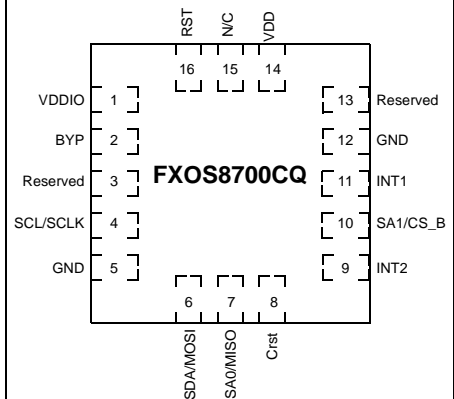 RST
N/C
VDD
16
15
14
VDDIO 1
13 Reserved
BYP 2
12 GND
FXOS8700CQ
Reserved 3
11 INT1
SCL/SCLK 4
10 SA1/CS_B
GND 5
9 INT2
6
7
8
SDA/MOSI
SA0/MISO
Crst